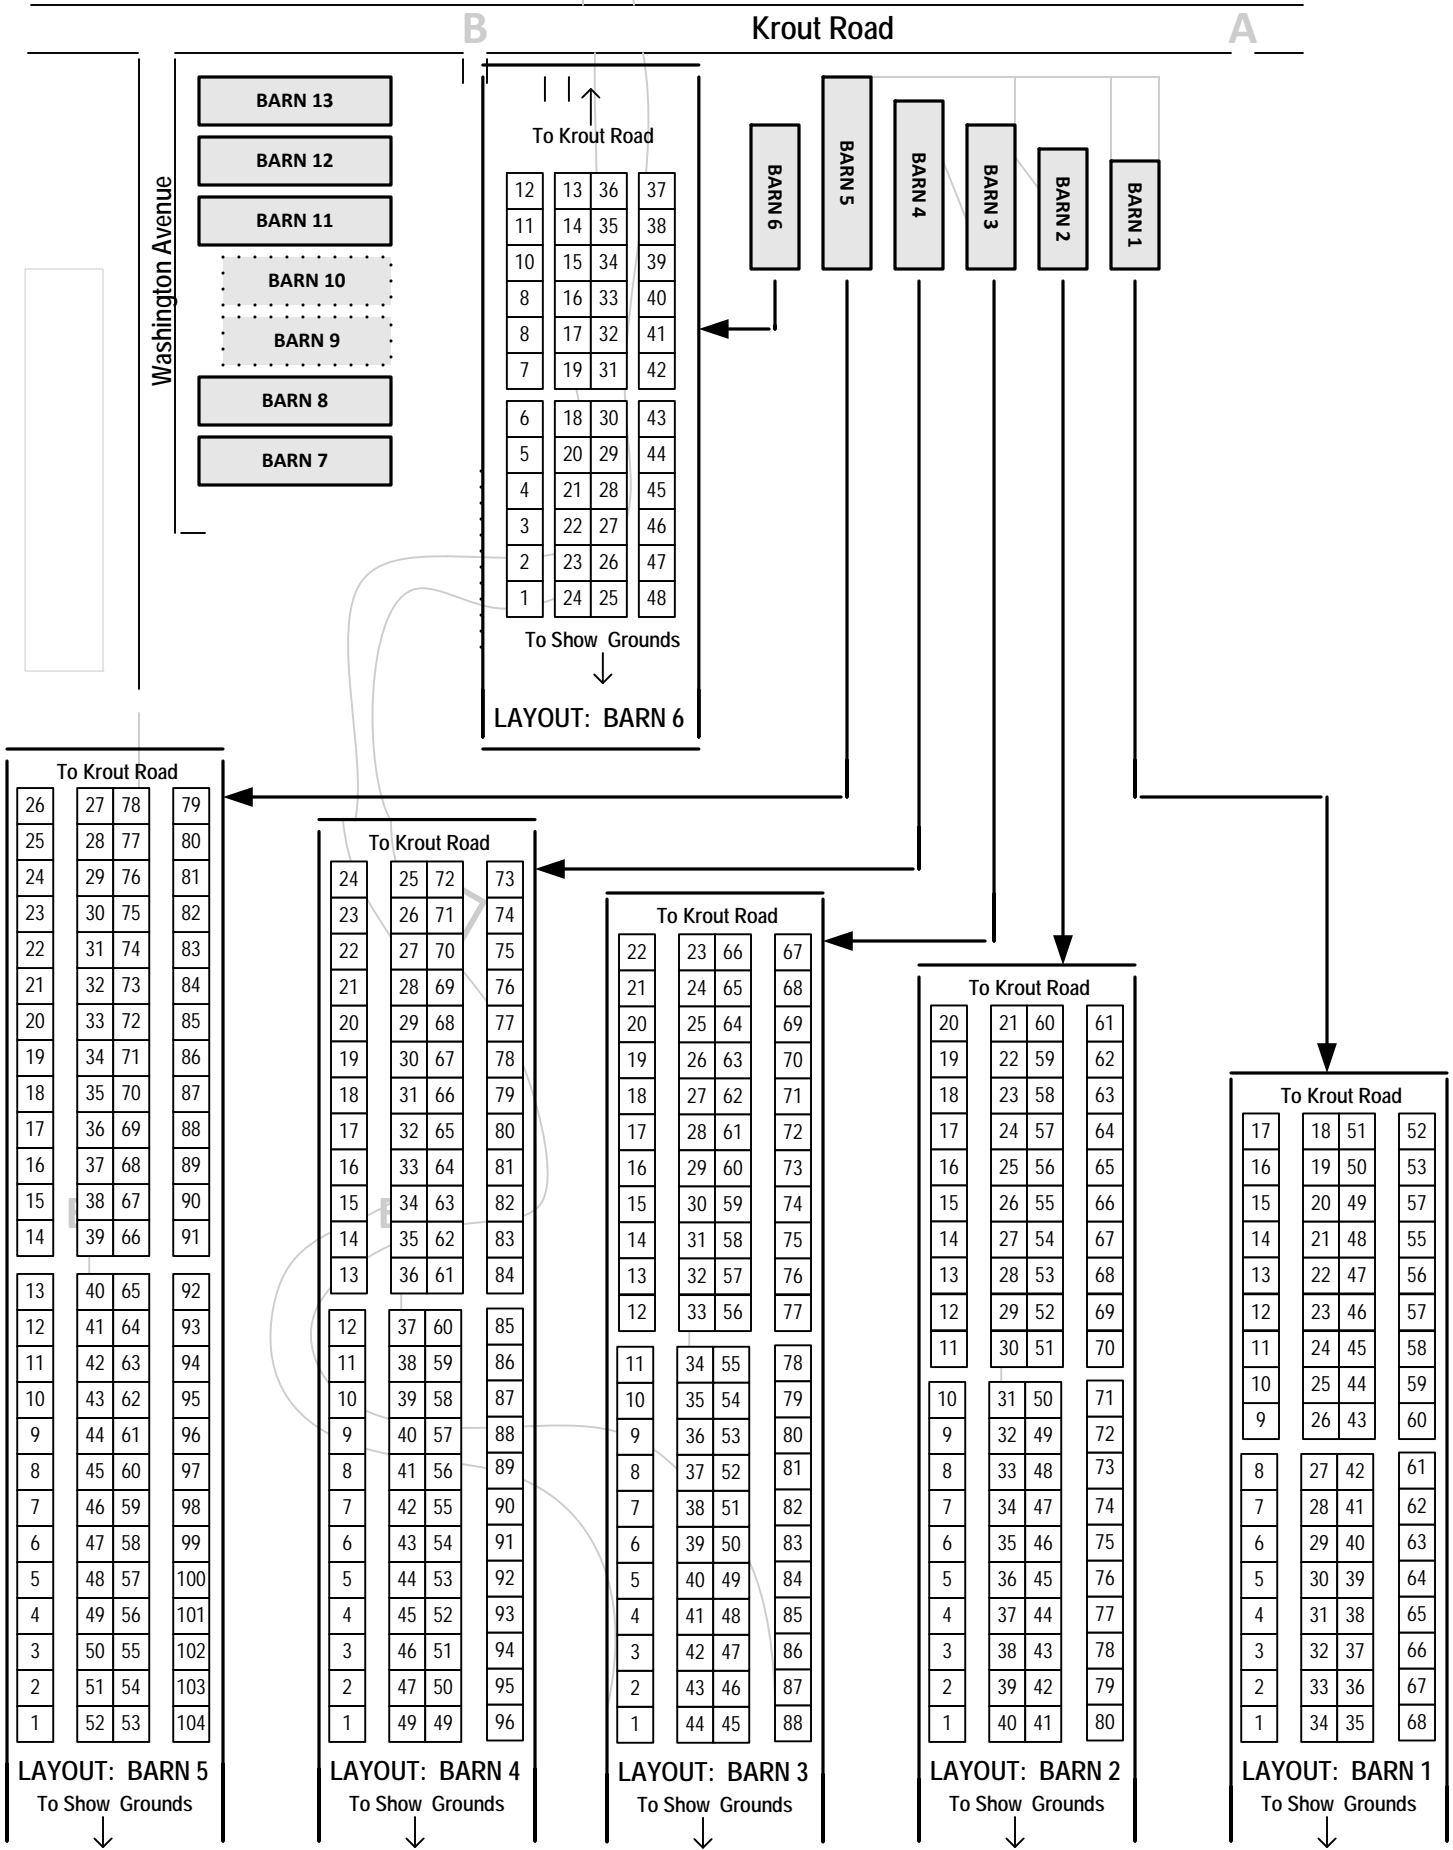 B Krout Road A
BARN 13
BARN 12
BARN 11
BARN 10
BARN 9
BARN 8
BARN 7
Washington Avenue
BARN 6
BARN 5
BARN 4
BARN 3
BARN 2
BARN 1
To Krout Road
12 13 36 37
11 14 35 38
10 15 34 39
8 16 33 40
8 17 32 41
7 19 31 42
6 18 30 43
5 20 29 44
4 21 28 45
3 22 27 46
2 23 26 47
1 24 25 48
To Show Grounds
LAYOUT: BARN 6
To Krout Road
26 27 78 79
25 28 77 80
24 29 76 81
23 30 75 82
22 31 74 83
21 32 73 84
20 33 72 85
19 34 71 86
18 35 70 87
17 36 69 88
16 37 68 89
15 38 67 90
14 39 66 91
13 40 65 92
12 41 64 93
11 42 63 94
10 43 62 95
9 44 61 96
8 45 60 97
7 46 59 98
6 47 58 99
5 48 57 100
4 49 56 101
3 50 55 102
2 51 54 103
1 52 53 104
LAYOUT: BARN 5
To Show Grounds
To Krout Road
24 25 72 73
23 26 71 74
22 27 70 75
21 28 69 76
20 29 68 77
19 30 67 78
18 31 66 79
17 32 65 80
16 33 64 81
15 34 63 82
14 35 62 83
13 36 61 84
12 37 60 85
11 38 59 86
10 39 58 87
9 40 57 88
8 41 56 89
7 42 55 90
6 43 54 91
5 44 53 92
4 45 52 93
3 46 51 94
2 47 50 95
1 49 49 96
LAYOUT: BARN 4
To Show Grounds
To Krout Road
22 23 66 67
21 24 65 68
20 25 64 69
19 26 63 70
18 27 62 71
17 28 61 72
16 29 60 73
15 30 59 74
14 31 58 75
13 32 57 76
12 33 56 77
11 34 55 78
10 35 54 79
9 36 53 80
8 37 52 81
7 38 51 82
6 39 50 83
5 40 49 84
4 41 48 85
3 42 47 86
2 43 46 87
1 44 45 88
LAYOUT: BARN 3
To Show Grounds
To Krout Road
20 21 60 61
19 22 59 62
18 23 58 63
17 24 57 64
16 25 56 65
15 26 55 66
14 27 54 67
13 28 53 68
12 29 52 69
11 30 51 70
10 31 50 71
9 32 49 72
8 33 48 73
7 34 47 74
6 35 46 75
5 36 45 76
4 37 44 77
3 38 43 78
2 39 42 79
1 40 41 80
LAYOUT: BARN 2
To Show Grounds
To Krout Road
17 18 51 52
16 19 50 53
15 20 49 57
14 21 48 55
13 22 47 56
12 23 46 57
11 24 45 58
10 25 44 59
9 26 43 60
8 27 42 61
7 28 41 62
6 29 40 63
5 30 39 64
4 31 38 65
3 32 37 66
2 33 36 67
1 34 35 68
LAYOUT: BARN 1
To Show Grounds